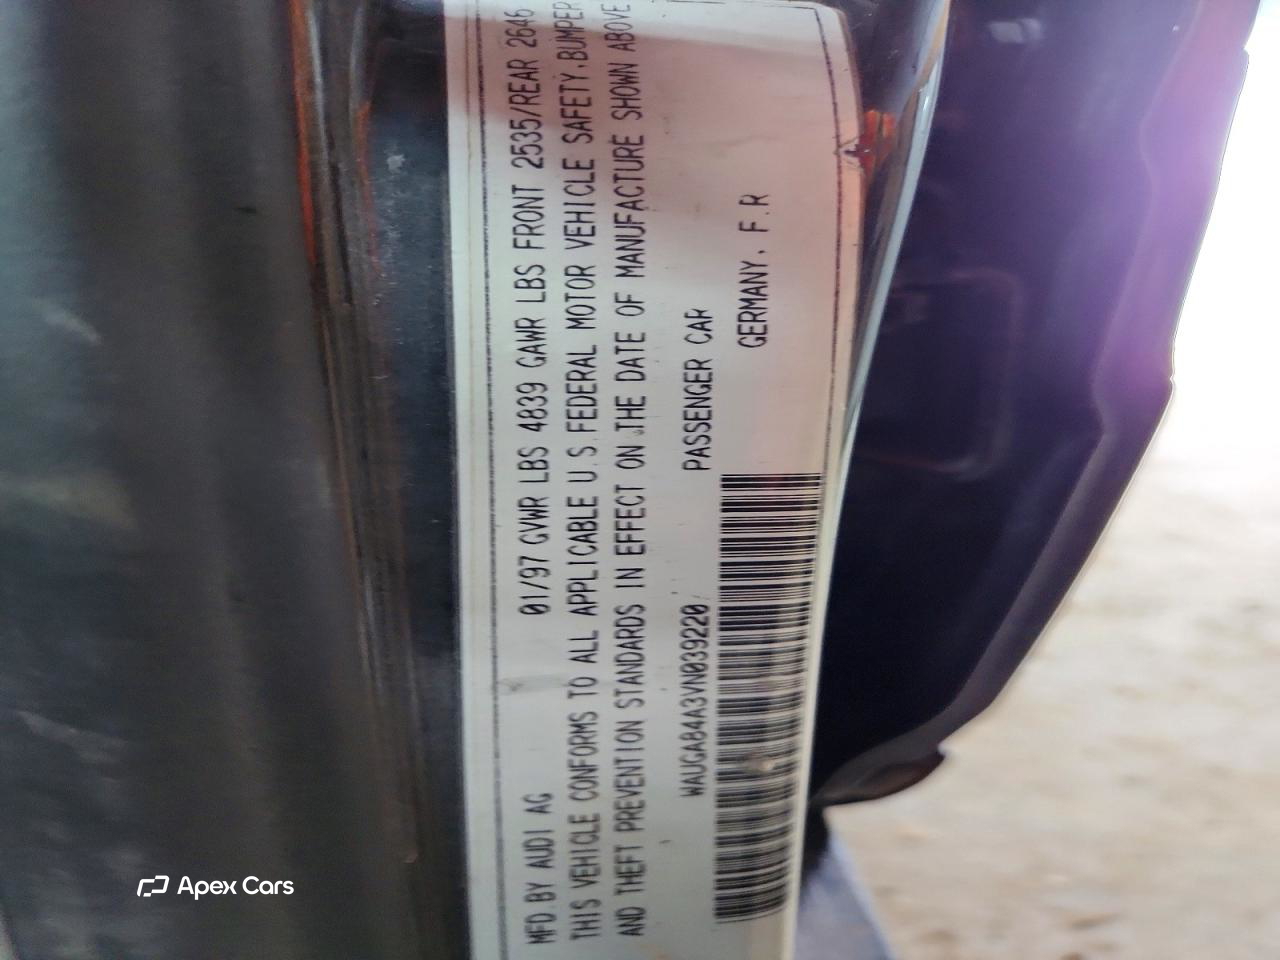 MFD BY AUDI AG 01/97 GVWR LBS 4839 GAWR LBS FRONT 2535/REAR 2646
THIS VEHICLE CONFORMS TO ALL APPLICABLE U.S.FEDERAL MOTOR VEHICLE SAFETY,BUMPER
AND THEFT PREVENTION STANDARDS IN EFFECT ON THE DATE OF MANUFACTURE SHOWN ABOVE
WAUGA84A3VN039220 PASSENGER CAR
GERMANY, F.R
Apex Cars